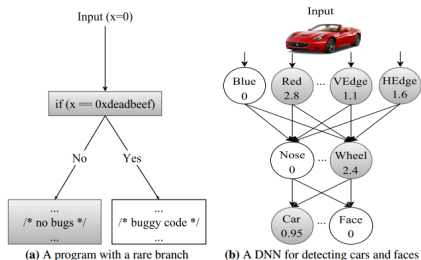 Input (x=0)
if (x == 0xdeadbeef)
No
Yes
...
/* no bugs */
...
...
/* buggy code */
...
(a) A program with a rare branch
Input
Blue
0
Red
2.8
...
VEdge
1.1
HEdge
1.6
Nose
0
...
Wheel
2.4
Car
0.95
...
Face
0
(b) A DNN for detecting cars and faces